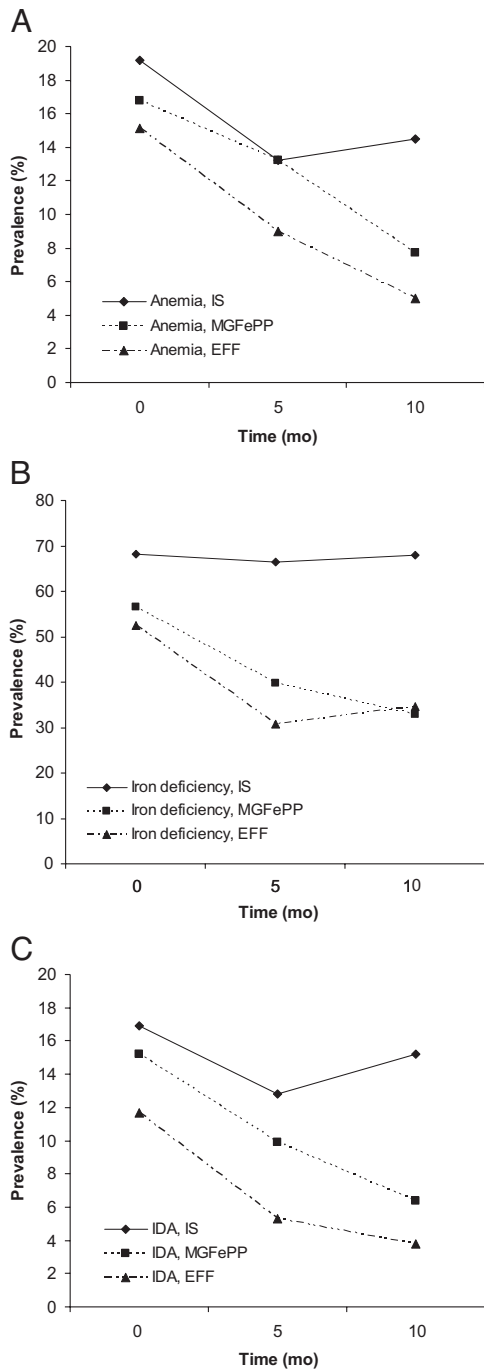 A
20
18
16
14
12
10
8
6
4
2
0
Prevalence (%)
Anemia, IS
Anemia, MGFePP
Anemia, EFF
0 5 10
Time (mo)
B
80
70
60
50
40
30
20
10
0
Prevalence (%)
Iron deficiency, IS
Iron deficiency, MGFePP
Iron deficiency, EFF
0 5 10
Time (mo)
C
20
18
16
14
12
10
8
6
4
2
0
Prevalence (%)
IDA, IS
IDA, MGFePP
IDA, EFF
0 5 10
Time (mo)